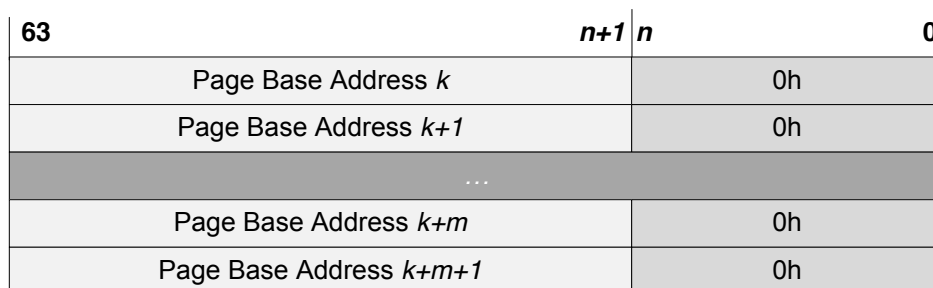 63 n+1 n 0
Page Base Address k 0h
Page Base Address k+1 0h
...
Page Base Address k+m 0h
Page Base Address k+m+1 0h